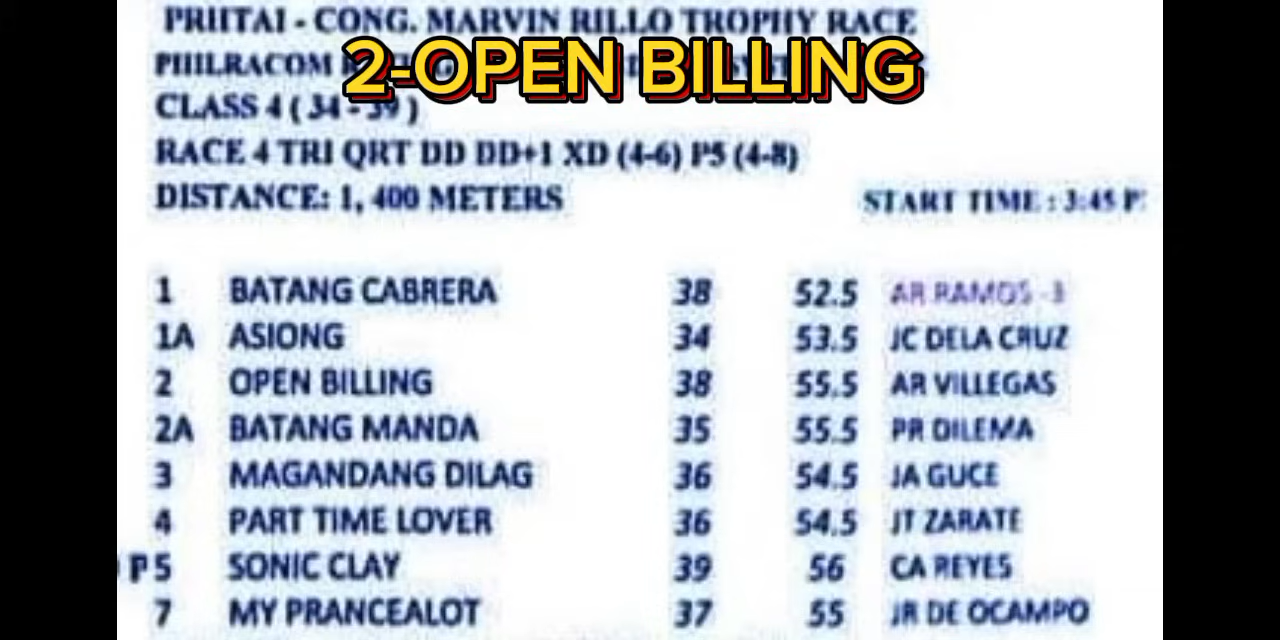 PRIITAI - CONG. MARVIN RILLO TROPHY RACE
2-OPEN BILLING
PHILRACOM
CLASS 4 ( 34 - 39 )
RACE 4 TRI QRT DD DD+1 XD (4-6) P5 (4-8)
DISTANCE: 1, 400 METERS START TIME : 3:45 P
1 BATANG CABRERA 38 52.5 AR RAMOS -3
1A ASIONG 34 53.5 JC DELA CRUZ
2 OPEN BILLING 38 55.5 AR VILLEGAS
2A BATANG MANDA 35 55.5 PR DILEMA
3 MAGANDANG DILAG 36 54.5 JA GUCE
4 PART TIME LOVER 36 54.5 JT ZARATE
P 5 SONIC CLAY 39 56 CA REYES
7 MY PRANCEALOT 37 55 JR DE OCAMPO